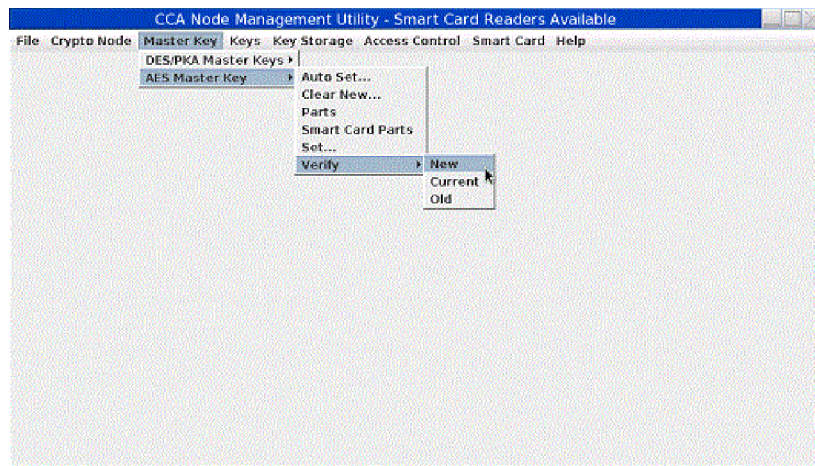 CCA Node Management Utility - Smart Card Readers Available
File Crypto Node Master Key Keys Key Storage Access Control Smart Card Help
DES/PKA Master Keys
AES Master Key
Auto Set...
Clear New...
Parts
Smart Card Parts
Set...
Verify
New
Current
Old